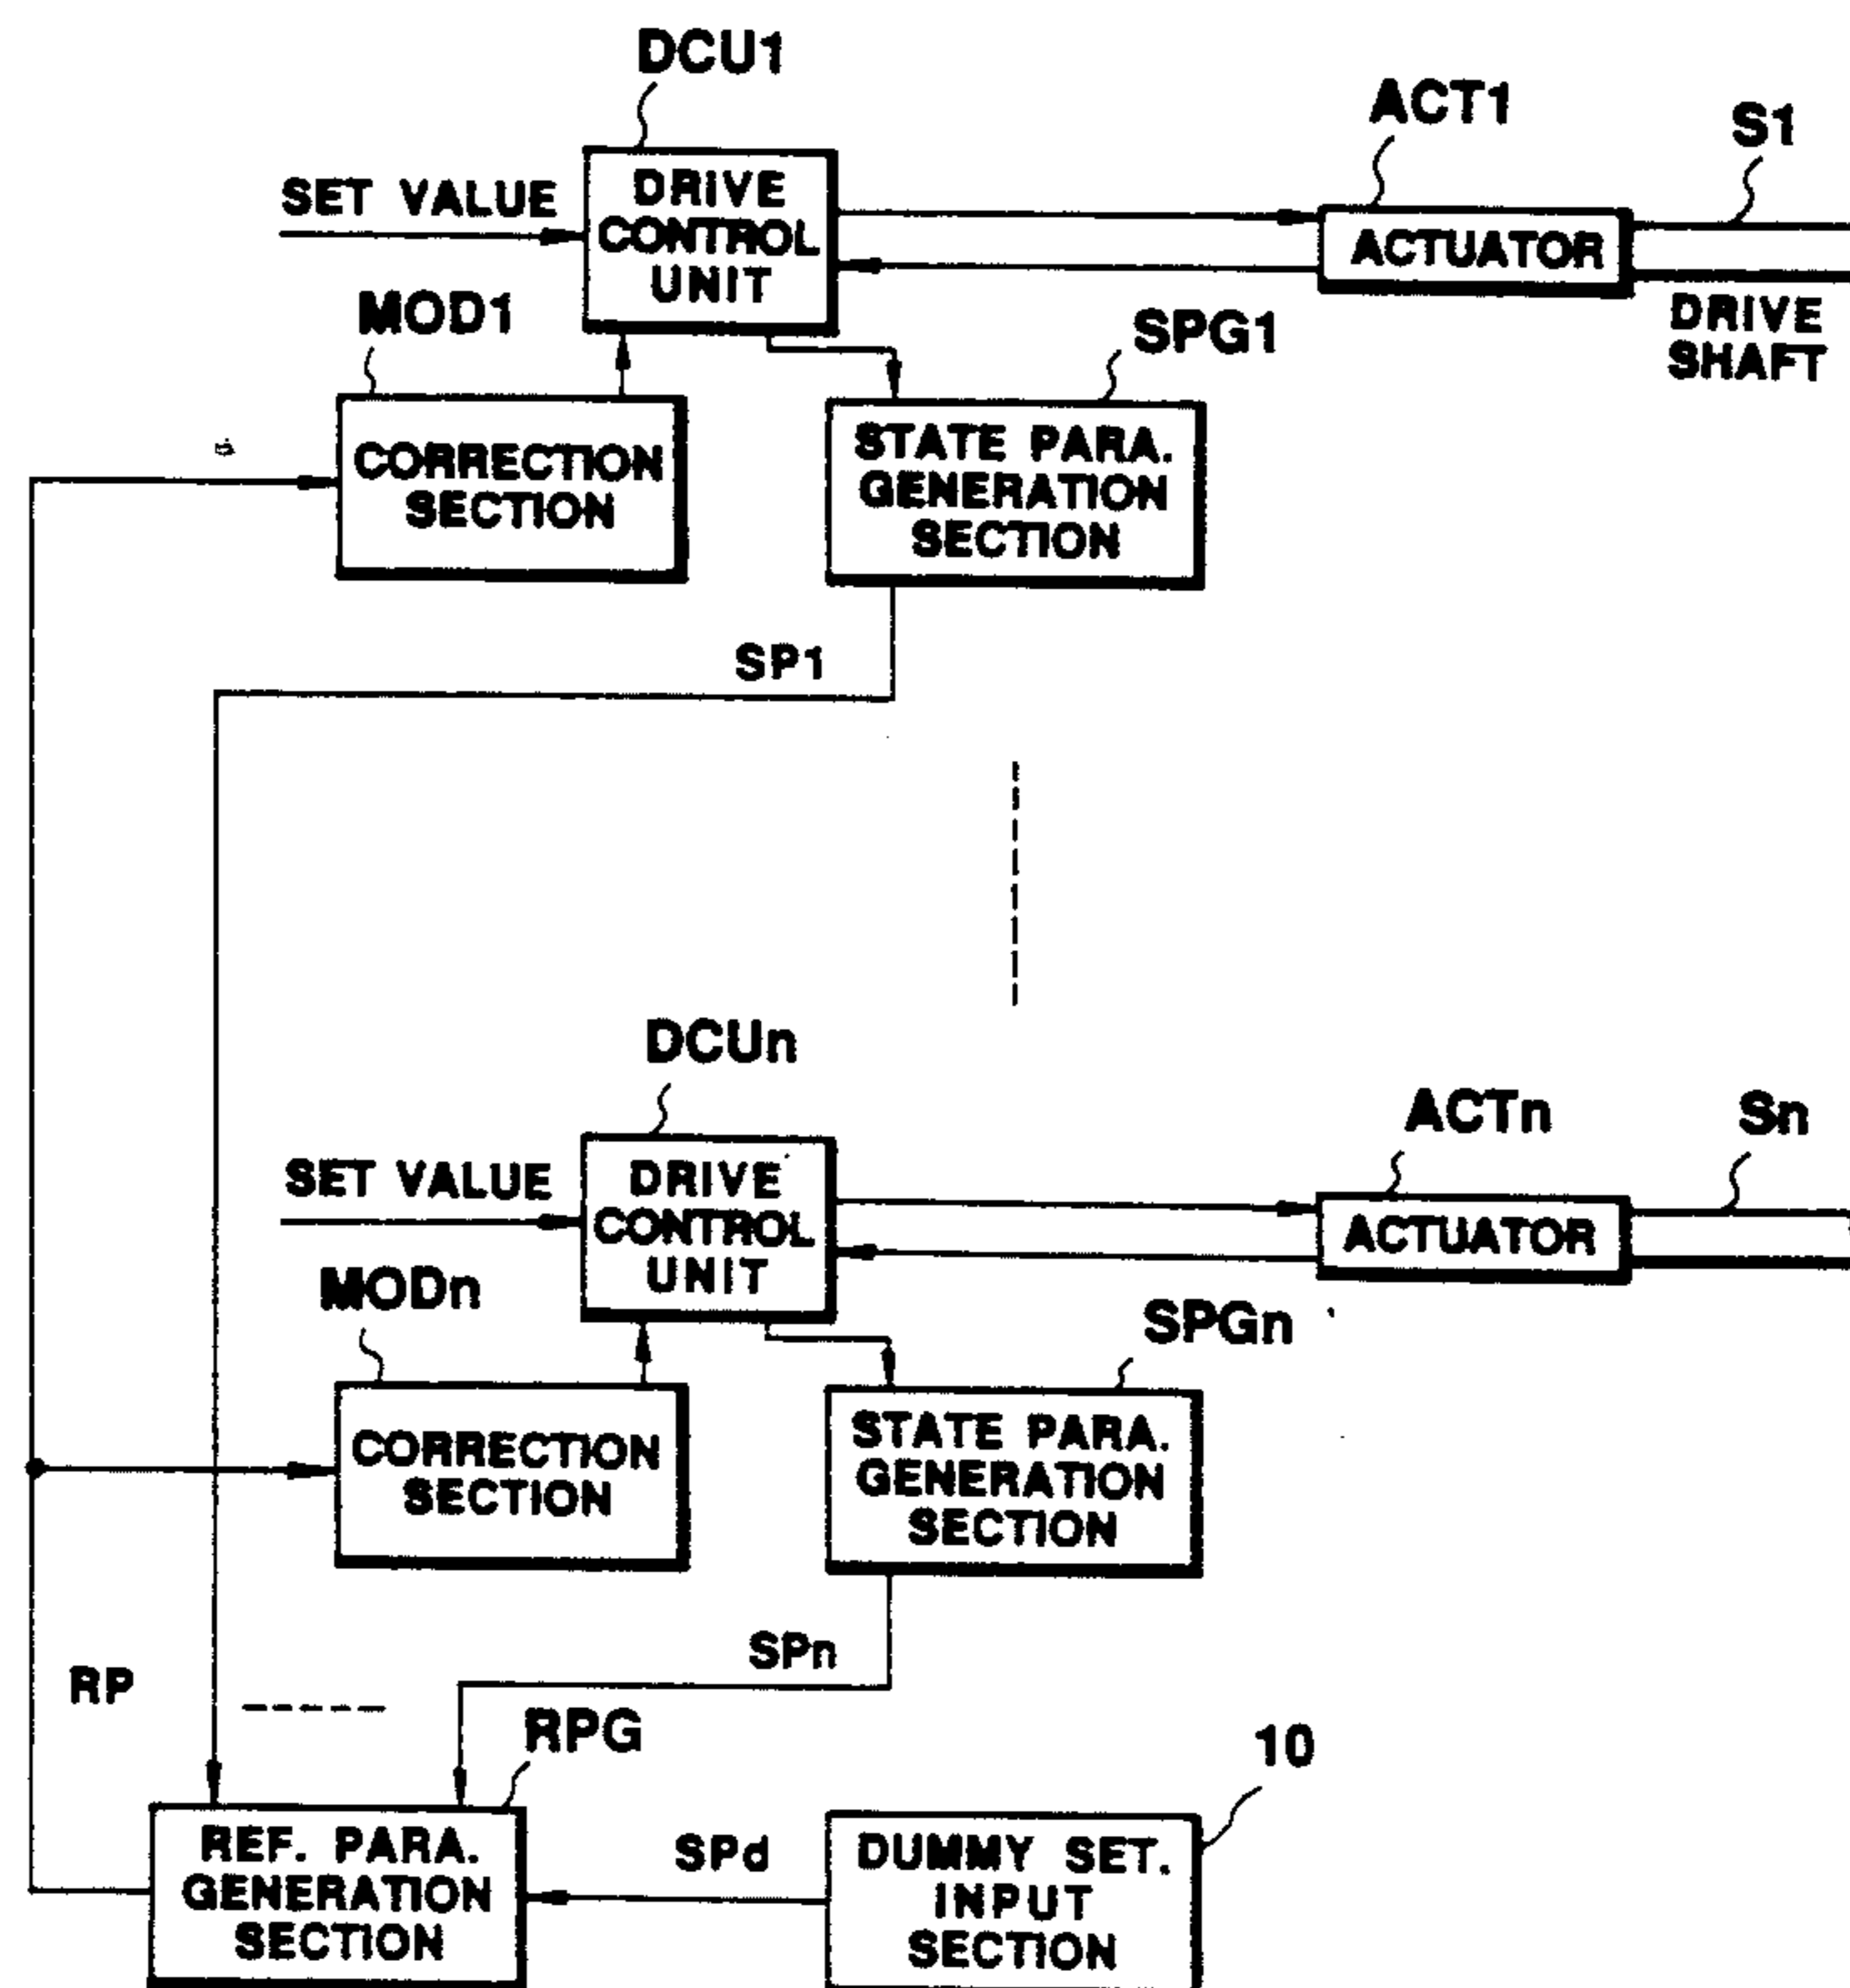 DCU1
ACT1
S1
SET VALUE
DRIVE
CONTROL
UNIT
ACTUATOR
MOD1
SPG1
DRIVE
SHAFT
CORRECTION
SECTION
STATE PARA.
GENERATION
SECTION
SP1
DCUn
ACTn
Sn
SET VALUE
DRIVE
CONTROL
UNIT
ACTUATOR
MODn
SPGn
CORRECTION
SECTION
STATE PARA.
GENERATION
SECTION
SPn
RP
RPG
10
REF. PARA.
GENERATION
SECTION
SPd
DUMMY SET.
INPUT
SECTION